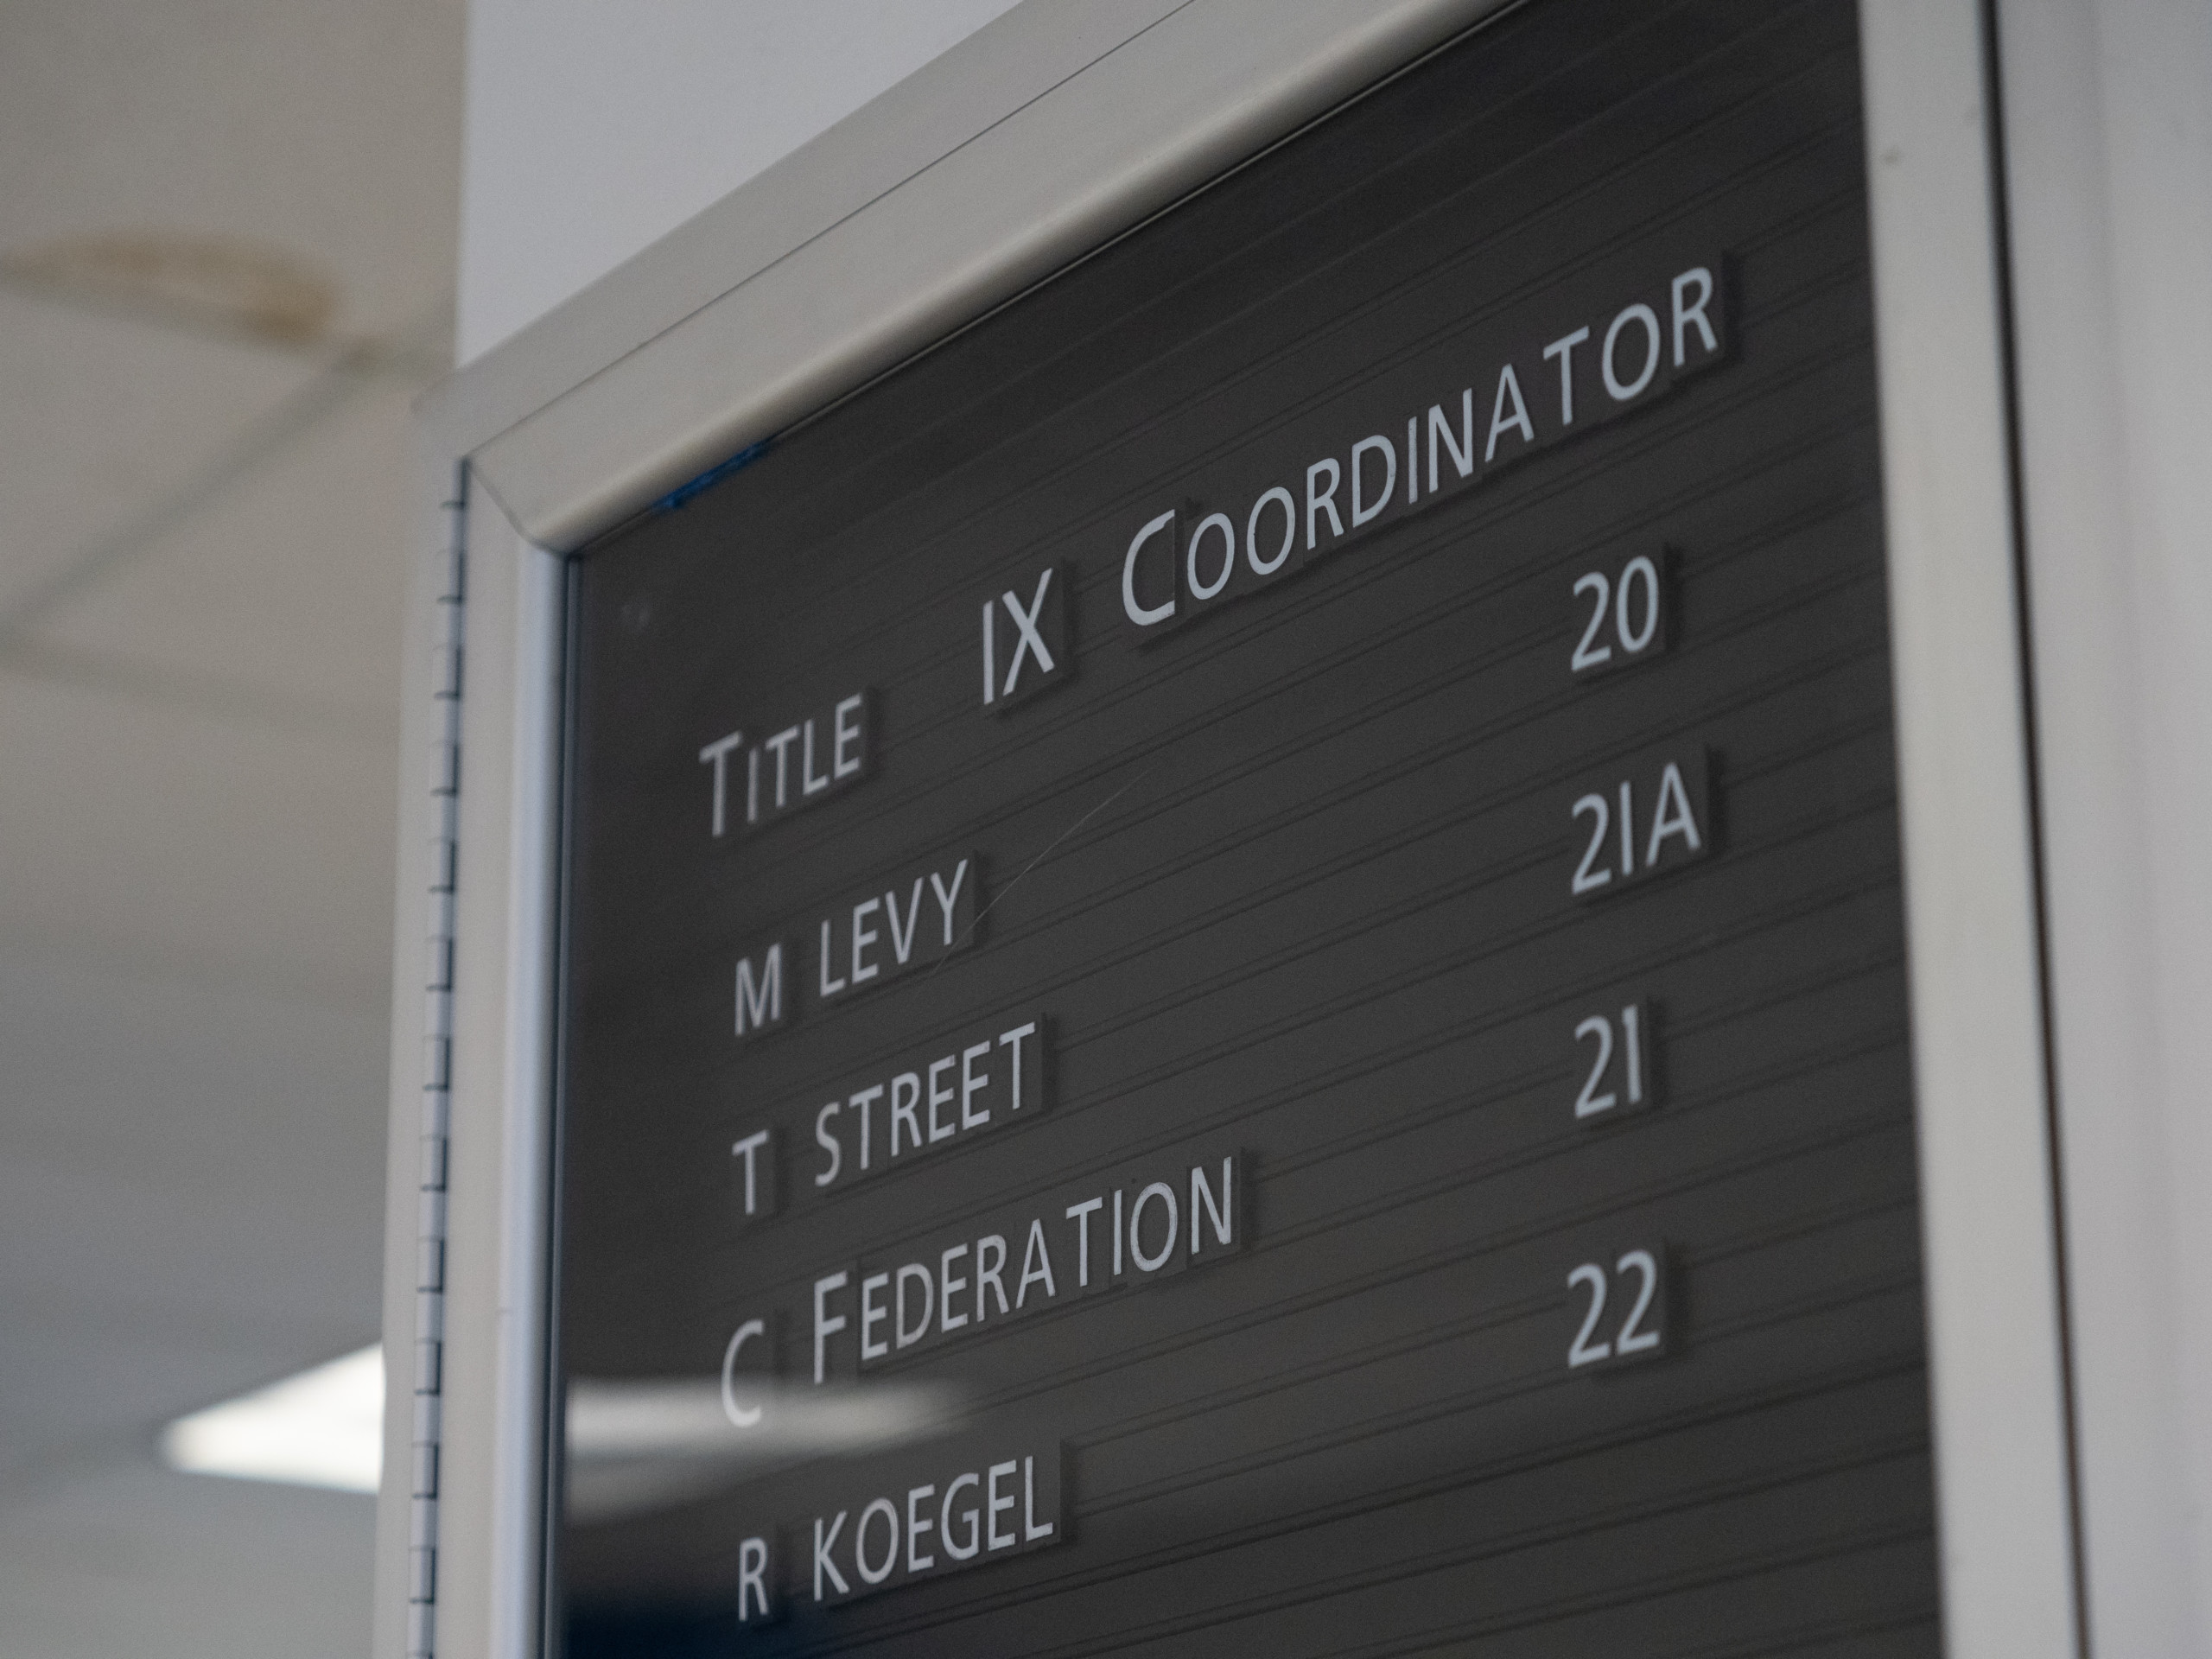 TITLE IX COORDINATOR
M LEVY 20
T STREET 21A
C FEDERATION 21
R KOEGEL 22